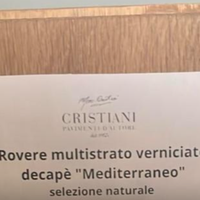 CRISTIANI
PAVIMENTI D'AUTORE
Rovere multistrato verniciato
decapè "Mediterraneo"
selezione naturale